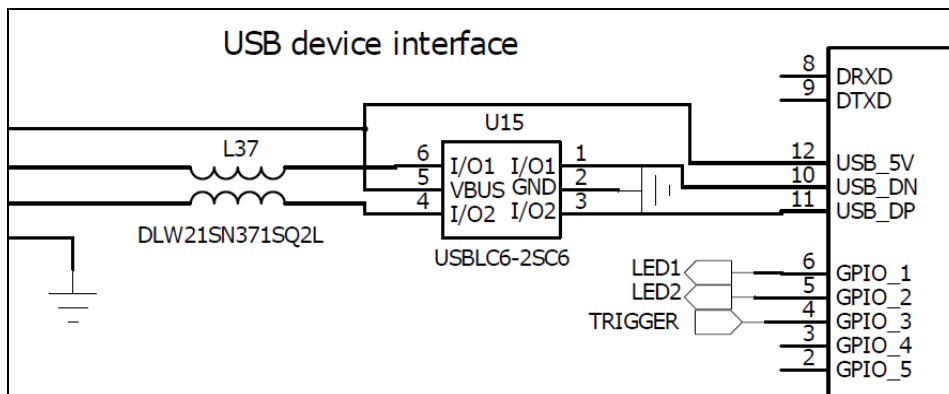 USB device interface
8 DRXD
9 DTXD
U15
L37
12 USB_5V
10 USB_DN
11 USB_DP
6 I/O1 I/O1 1
5 VBUS GND 2
4 I/O2 I/O2 3
DLW21SN371SQ2L
USBLC6-2SC6
LED1 6 GPIO_1
LED2 5 GPIO_2
TRIGGER 4 GPIO_3
3 GPIO_4
2 GPIO_5